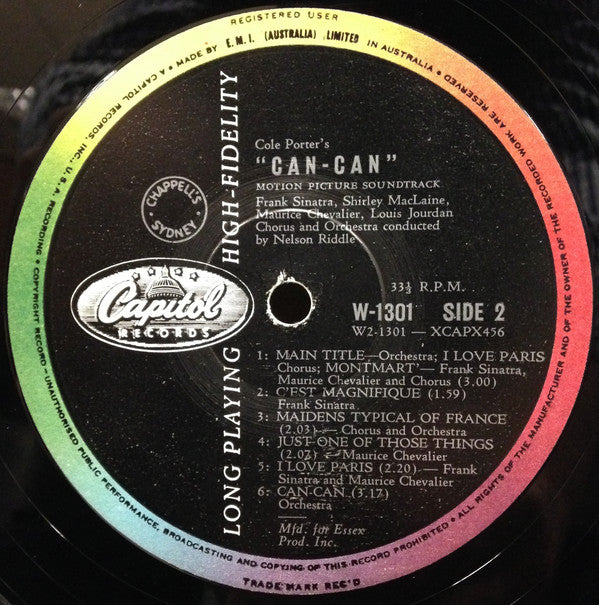 REGISTERED USER
• MADE BY E.M.I. (AUSTRALIA) LIMITED IN AUSTRALIA •
ALL RIGHTS OF THE MANUFACTURER AND OF THE OWNER OF THE RECORDED WORK ARE RESERVED •
UNAUTHORISED PUBLIC PERFORMANCE, BROADCASTING AND COPYING OF THIS RECORD PROHIBITED •
A CAPITOL RECORDS, INC., U.S.A. RECORDING • COPYRIGHT RECORD —
TRADE MARK REC'D
LONG PLAYING HIGH-FIDELITY
CHAPPELL'S
• SYDNEY •
Capitol
RECORDS
Cole Porter's
"CAN-CAN"
MOTION PICTURE SOUNDTRACK
Frank Sinatra, Shirley MacLaine,
Maurice Chevalier, Louis Jourdan
Chorus and Orchestra conducted
by Nelson Riddle
33⅓ R.P.M.
W-1301 SIDE 2
W2-1301 — XCAPX456
1: MAIN TITLE—Orchestra; I LOVE PARIS
Chorus; MONTMART' — Frank Sinatra,
Maurice Chevalier and Chorus (3.00)
2: C'EST MAGNIFIQUE (1.59)
Frank Sinatra
3: MAIDENS TYPICAL OF FRANCE
(2.03) — Chorus and Orchestra
4: JUST ONE OF THOSE THINGS
(2.07) — Maurice Chevalier
5: I LOVE PARIS (2.20) — Frank
Sinatra and Maurice Chevalier
6: CAN-CAN (3.17)
Orchestra
Mfd. for Essex
Prod. Inc.